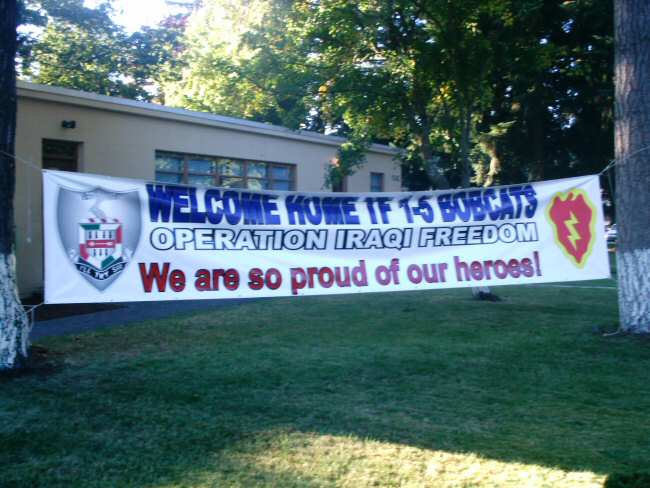 WELCOME HOME TF 1-5 BOBCATS
OPERATION IRAQI FREEDOM
We are so proud of our heroes!